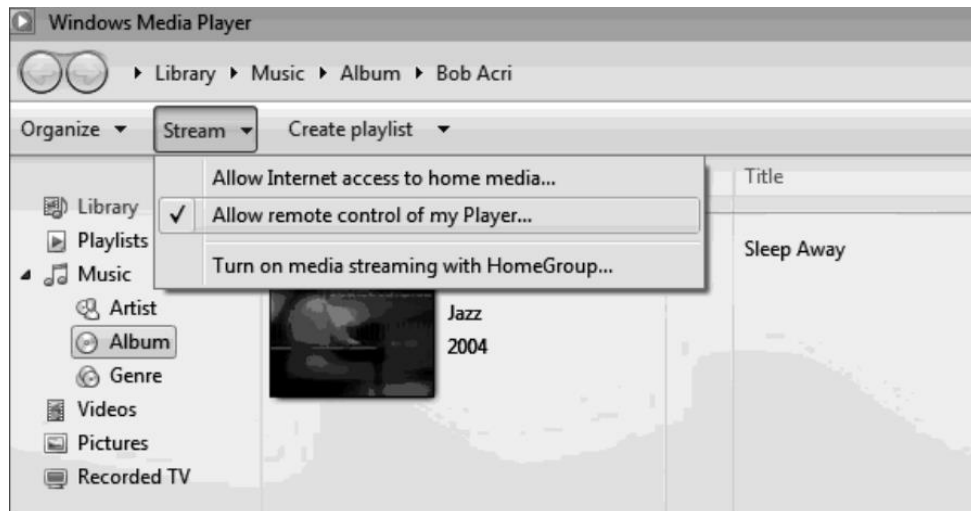 Windows Media Player
Library Music Album Bob Acri
Organize Stream Create playlist
Allow Internet access to home media...
Allow remote control of my Player...
Turn on media streaming with HomeGroup...
Library
Playlists
Music
Artist
Album
Genre
Videos
Pictures
Recorded TV
Jazz
2004
Title
Sleep Away